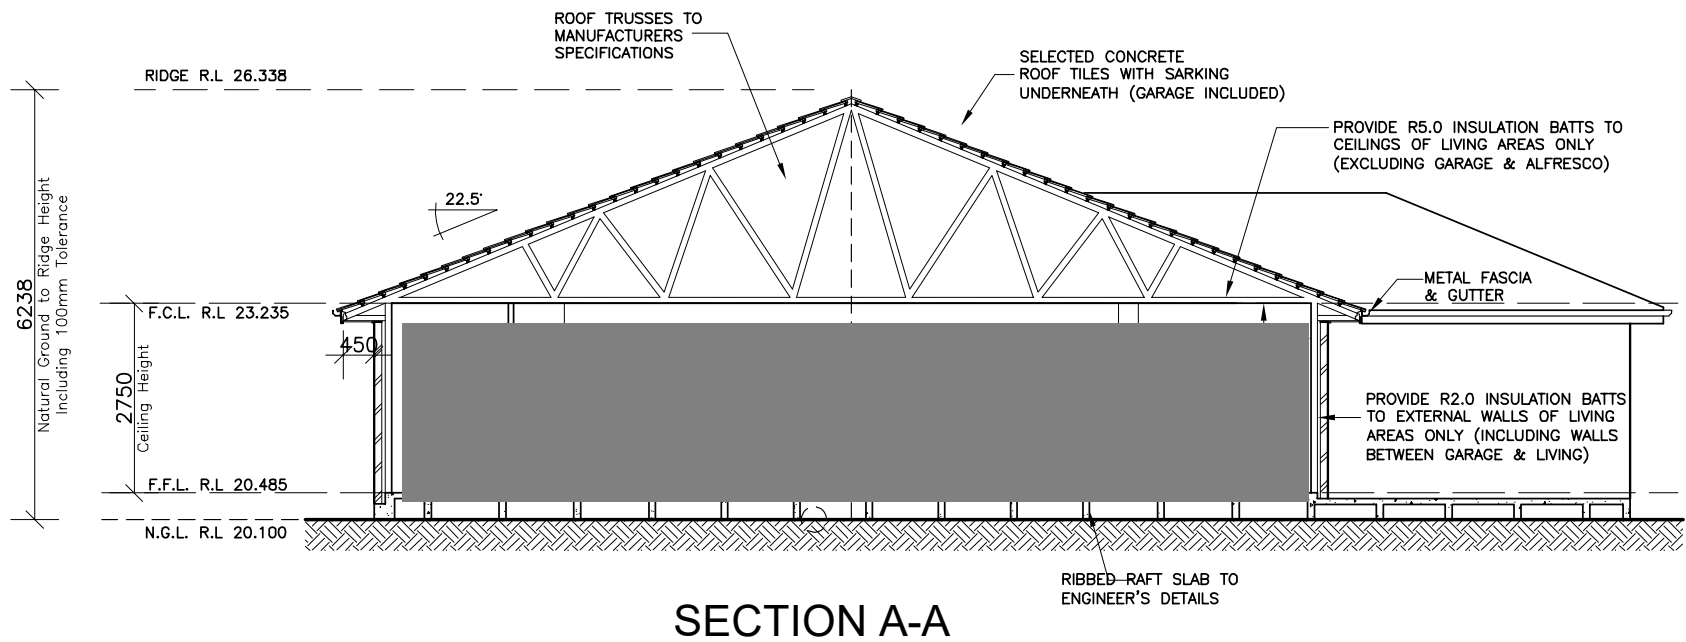 ROOF TRUSSES TO
MANUFACTURERS
SPECIFICATIONS
SELECTED CONCRETE
ROOF TILES WITH SARKING
UNDERNEATH (GARAGE INCLUDED)
RIDGE R.L 26.338
PROVIDE R5.0 INSULATION BATTS TO
CEILINGS OF LIVING AREAS ONLY
(EXCLUDING GARAGE & ALFRESCO)
22.5°
6238
Natural Ground to Ridge Height
Including 100mm Tolerance
METAL FASCIA
& GUTTER
F.C.L. R.L 23.235
450
2750
Ceiling Height
PROVIDE R2.0 INSULATION BATTS
TO EXTERNAL WALLS OF LIVING
AREAS ONLY (INCLUDING WALLS
BETWEEN GARAGE & LIVING)
F.F.L. R.L 20.485
N.G.L. R.L 20.100
RIBBED RAFT SLAB TO
ENGINEER'S DETAILS
SECTION A-A